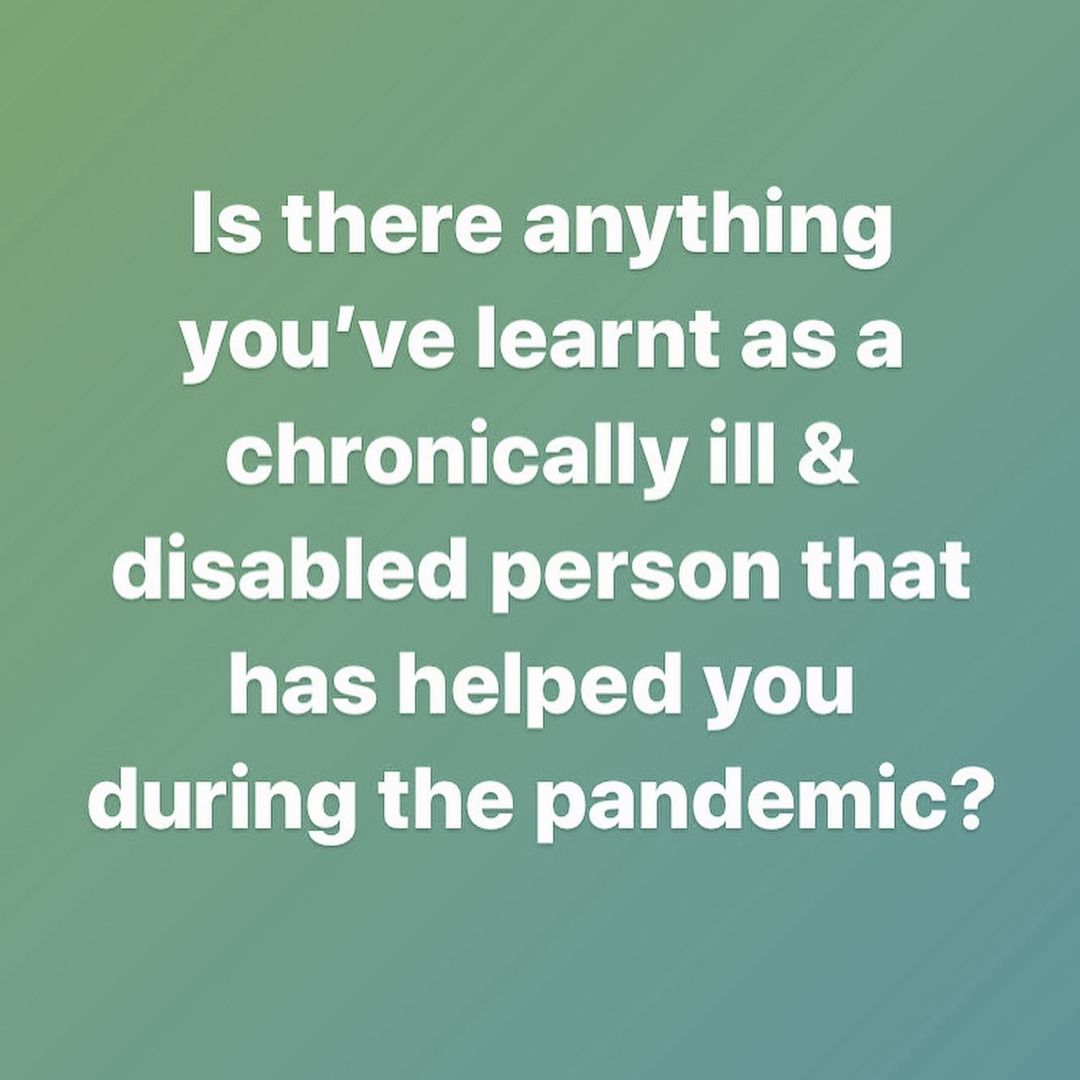 Is there anything
you’ve learnt as a
chronically ill &
disabled person that
has helped you
during the pandemic?